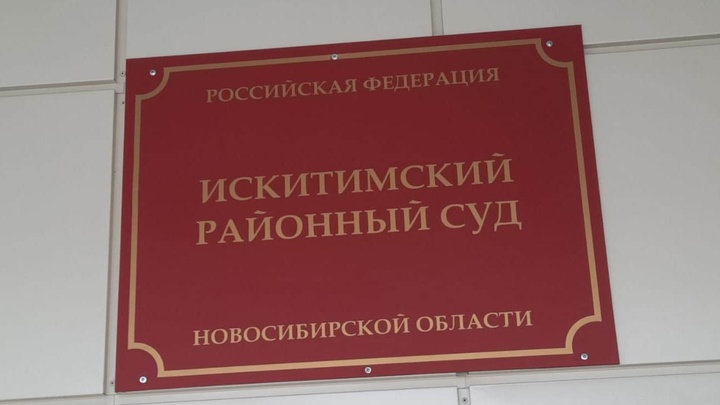 РОССИЙСКАЯ ФЕДЕРАЦИЯ
ИСКИТИМСКИЙ
РАЙОННЫЙ СУД
НОВОСИБИРСКОЙ ОБЛАСТИ